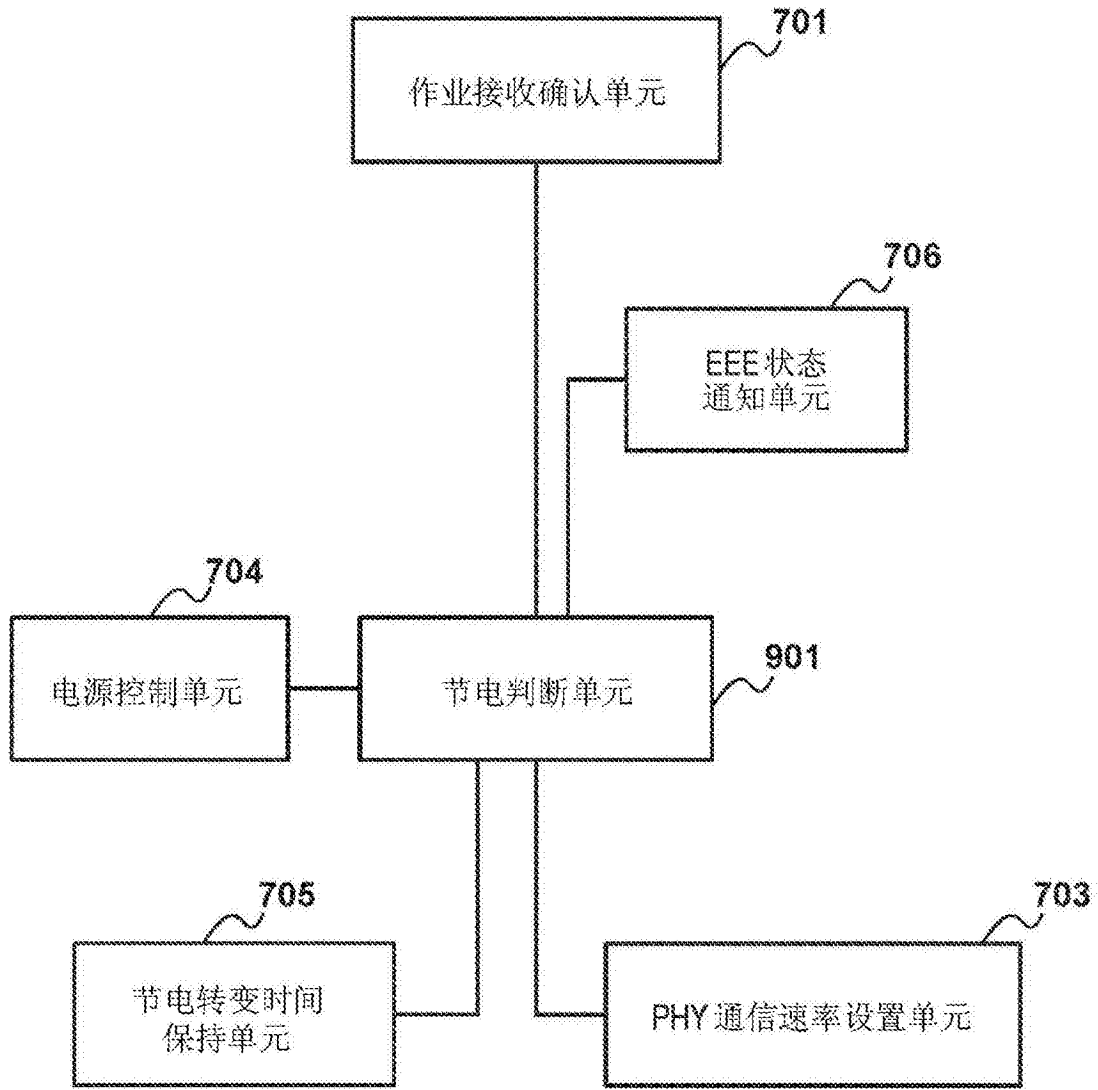 701
作业接收确认单元
706
EEE 状态
通知单元
704
电源控制单元
节电判断单元
901
705
节电转变时间
保持单元
703
PHY 通信速率设置单元